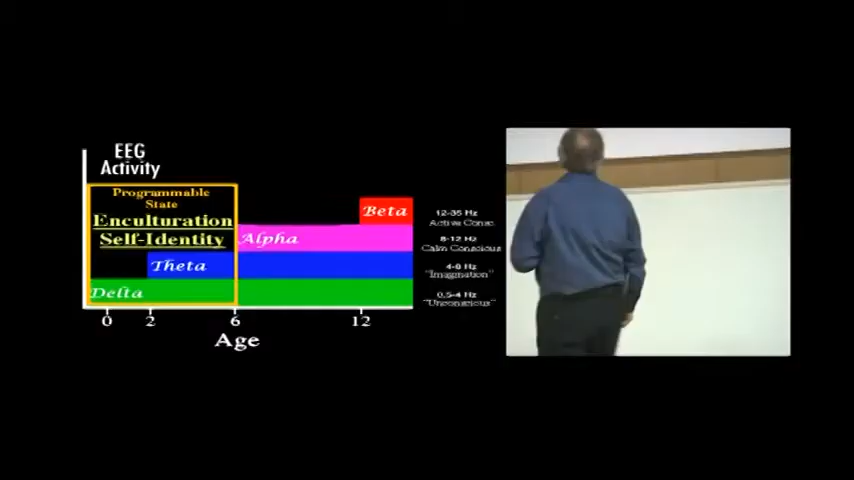 EEG
Activity
Programmable
State
Enculturation
Self-Identity
Beta
Alpha
Theta
Delta
12-35 Hz
Active Consc.
8-12 Hz
Calm Conscious
4-8 Hz
"Imagination"
0.5-4 Hz
"Unconscious"
0 2 6 12
Age